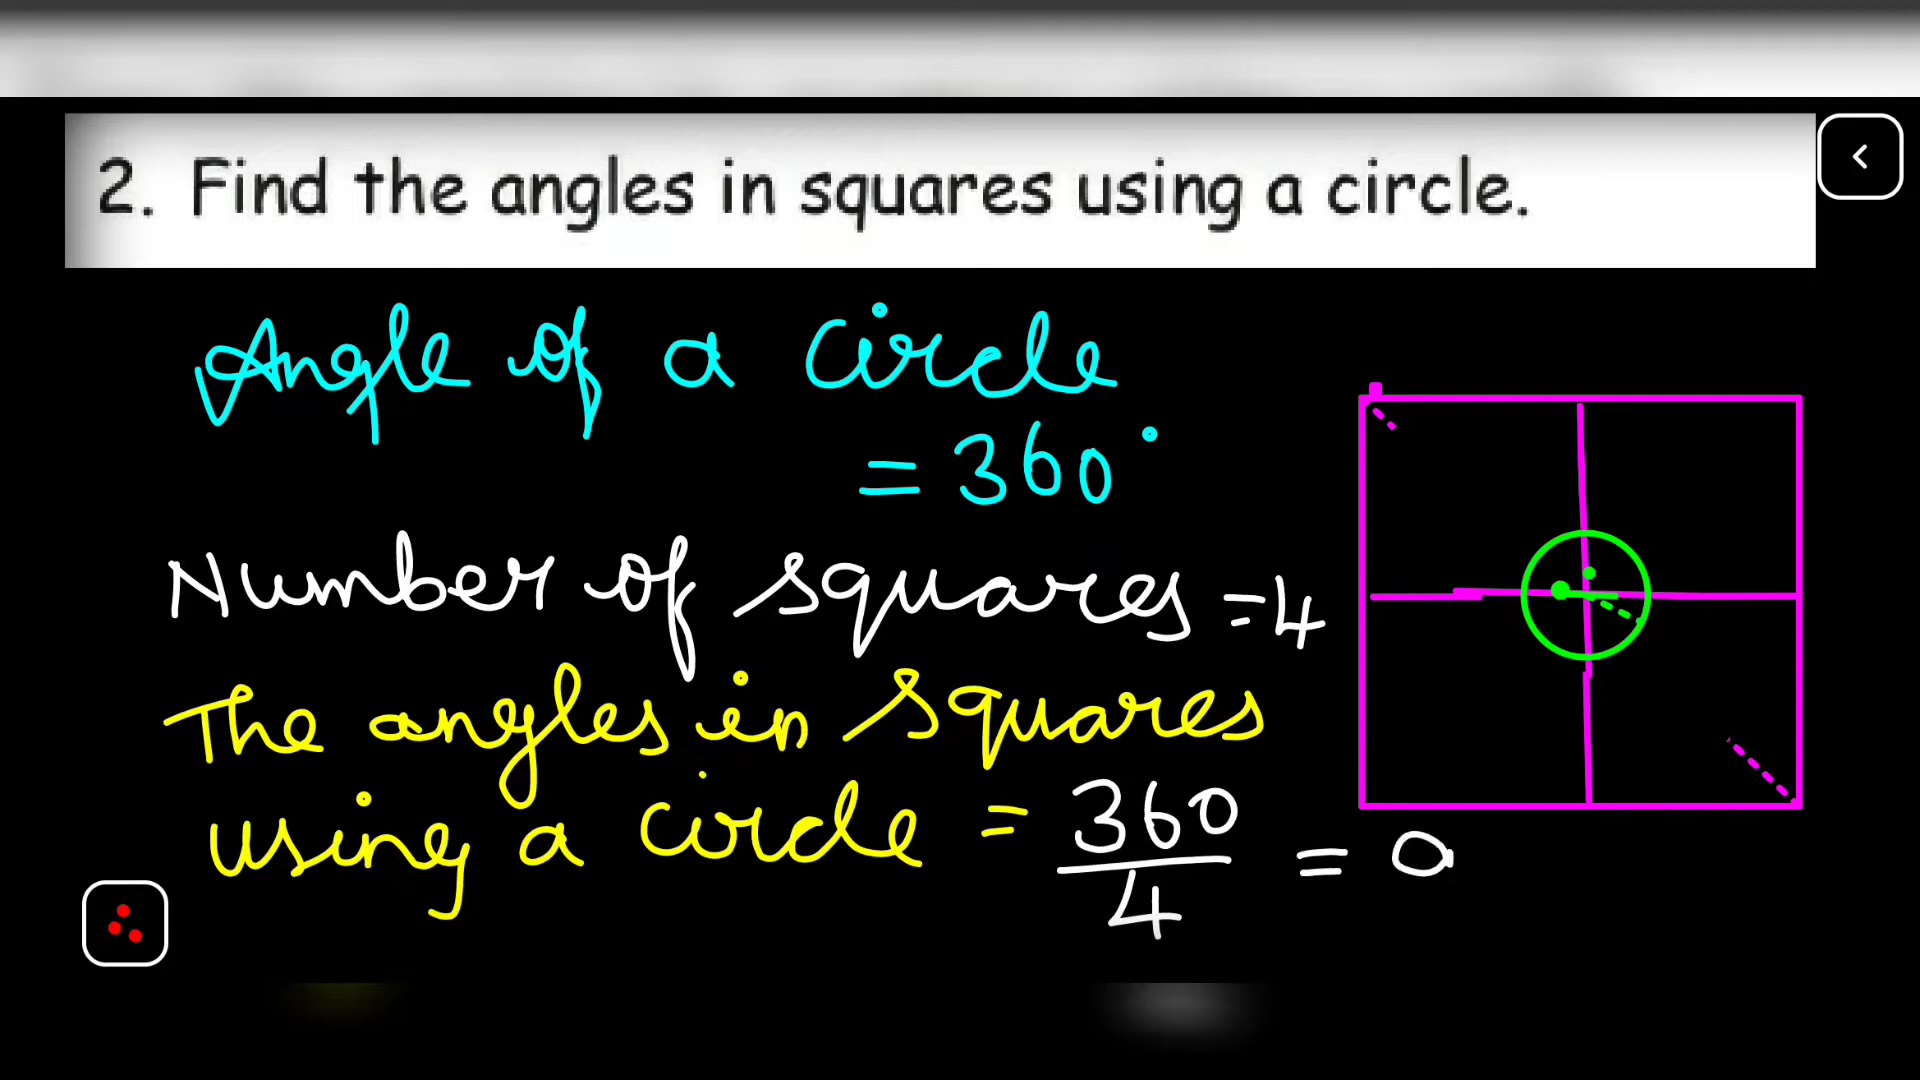 2. Find the angles in squares using a circle.
Angle of a circle
= 360°
Number of squares = 4
The angles in squares
using a circle = 360/4 =